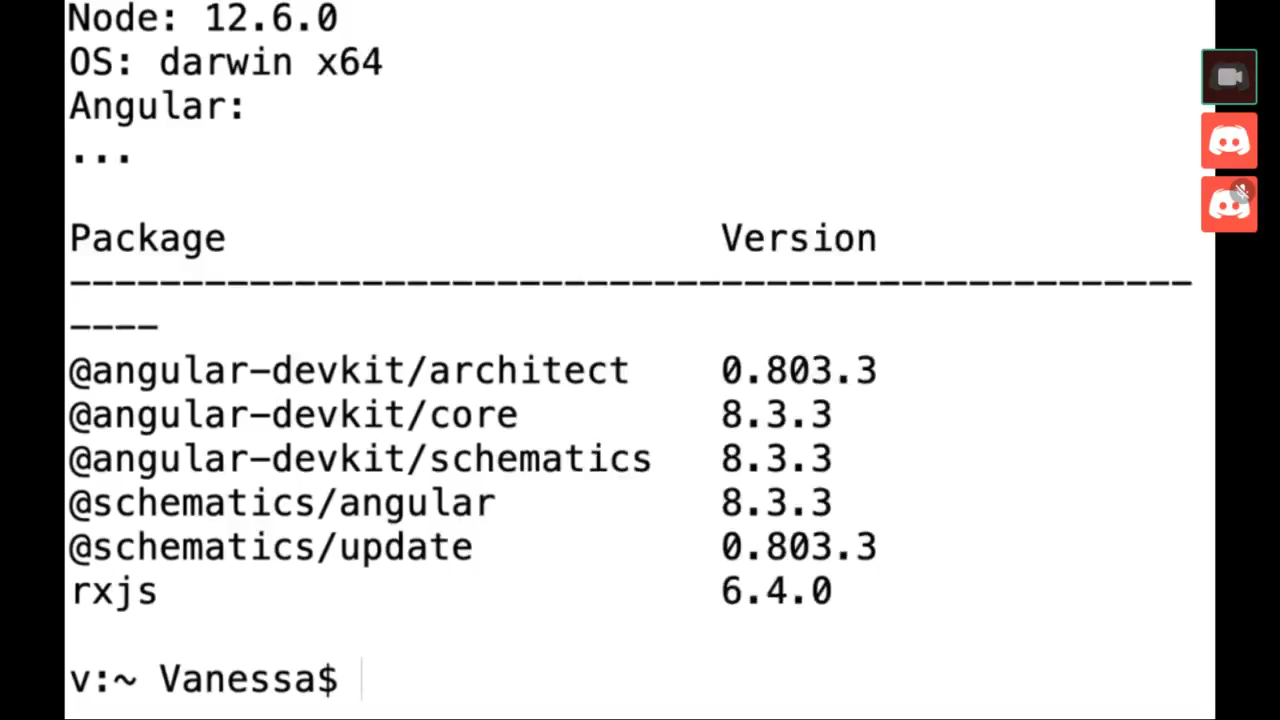 Node: 12.6.0
OS: darwin x64
Angular:
...
Package Version
--------------------------------------------------
----
@angular-devkit/architect 0.803.3
@angular-devkit/core 8.3.3
@angular-devkit/schematics 8.3.3
@schematics/angular 8.3.3
@schematics/update 0.803.3
rxjs 6.4.0
v:~ Vanessa$